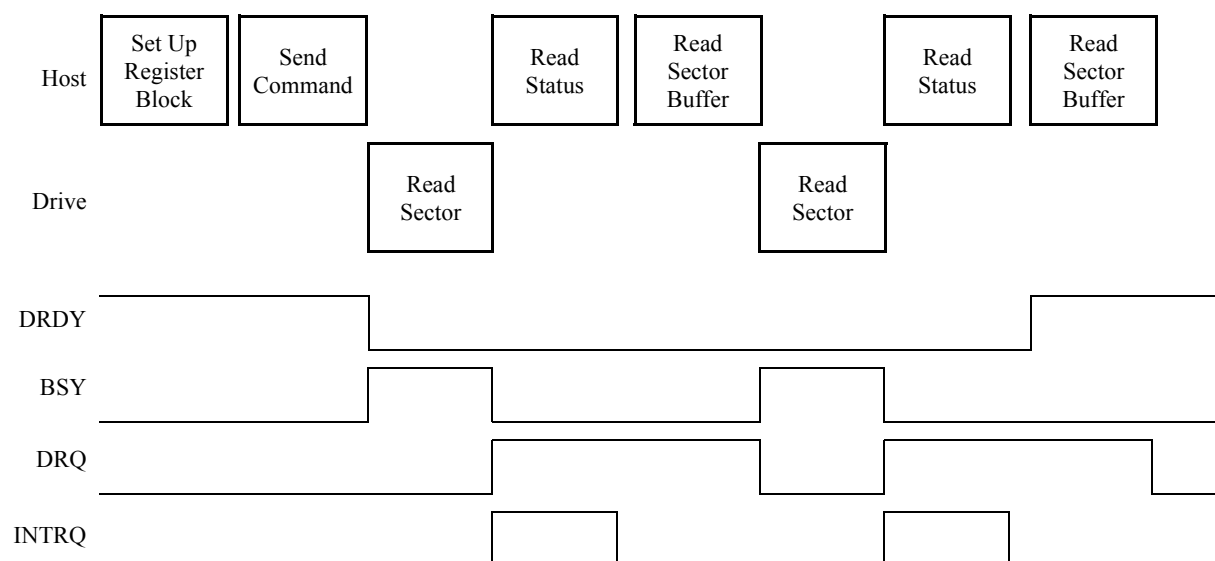 Host
Set Up
Register
Block
Send
Command
Read
Status
Read
Sector
Buffer
Read
Status
Read
Sector
Buffer
Drive
Read
Sector
Read
Sector
DRDY
BSY
DRQ
INTRQ